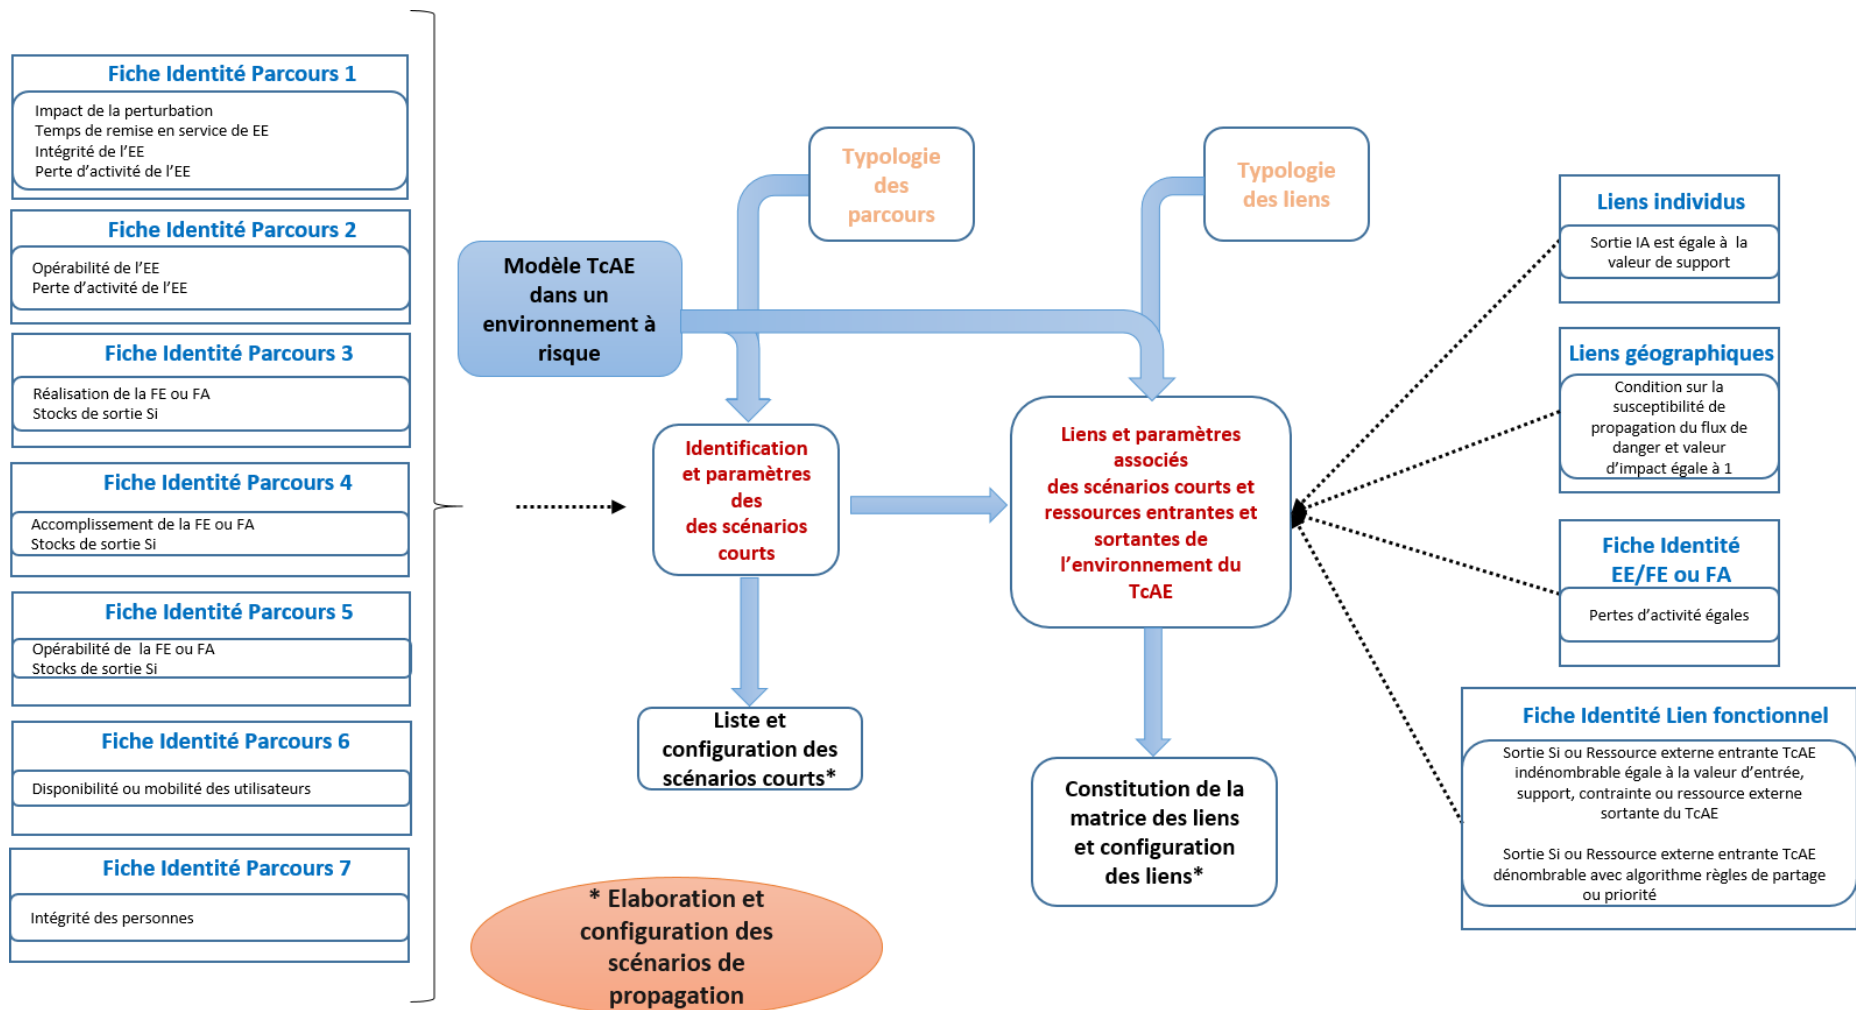 Fiche Identité Parcours 1
Impact de la perturbation
Temps de remise en service de EE
Intégrité de l'EE
Perte d'activité de l'EE
Fiche Identité Parcours 2
Opérabilité de l'EE
Perte d'activité de l'EE
Fiche Identité Parcours 3
Réalisation de la FE ou FA
Stocks de sortie Si
Fiche Identité Parcours 4
Accomplissement de la FE ou FA
Stocks de sortie Si
Fiche Identité Parcours 5
Opérabilité de  la FE ou FA
Stocks de sortie Si
Fiche Identité Parcours 6
Disponibilité ou mobilité des utilisateurs
Fiche Identité Parcours 7
Intégrité des personnes
Modèle TcAE
dans un
environnement à
risque
Typologie
des
parcours
Typologie
des liens
Identification
et paramètres
des
des scénarios
courts
Liens et paramètres
associés
des scénarios courts et
ressources entrantes et
sortantes de
l'environnement du
TcAE
Liste et
configuration des
scénarios courts*
Constitution de la
matrice des liens
et configuration
des liens*
* Elaboration et
configuration des
scénarios de
propagation
Liens individus
Sortie IA est égale à  la
valeur de support
Liens géographiques
Condition sur la
susceptibilité de
propagation du flux de
danger et valeur
d'impact égale à 1
Fiche Identité
EE/FE ou FA
Pertes d'activité égales
Fiche Identité Lien fonctionnel
Sortie Si ou Ressource externe entrante TcAE
indénombrable égale à la valeur d'entrée,
support, contrainte ou ressource externe
sortante du TcAE
Sortie Si ou Ressource externe entrante TcAE
dénombrable avec algorithme règles de partage
ou priorité